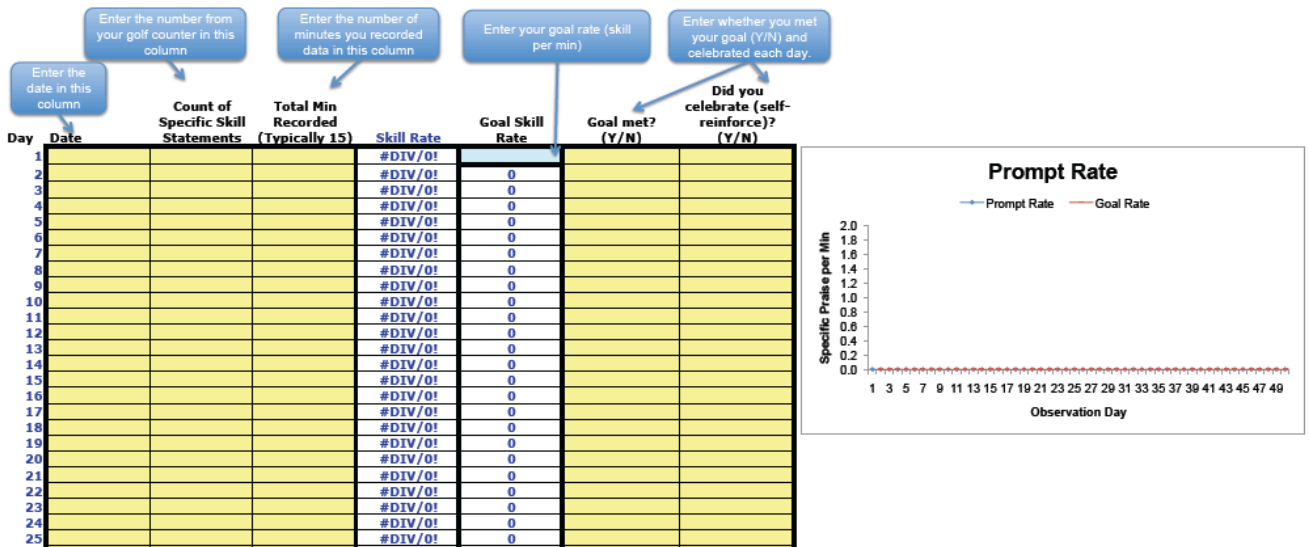 Enter the number from
your golf counter in this
column
Enter the number of
minutes you recorded
data in this column
Enter your goal rate (skill
per min)
Enter whether you met
your goal (Y/N) and
celebrated each day.
Enter the
date in this
column
Day
Date
Count of
Specific Skill
Statements
Total Min
Recorded
(Typically 15)
Skill Rate
Goal Skill
Rate
Goal met?
(Y/N)
Did you
celebrate (self-
reinforce)?
(Y/N)
1 #DIV/0!
2 #DIV/0! 0
3 #DIV/0! 0
4 #DIV/0! 0
5 #DIV/0! 0
6 #DIV/0! 0
7 #DIV/0! 0
8 #DIV/0! 0
9 #DIV/0! 0
10 #DIV/0! 0
11 #DIV/0! 0
12 #DIV/0! 0
13 #DIV/0! 0
14 #DIV/0! 0
15 #DIV/0! 0
16 #DIV/0! 0
17 #DIV/0! 0
18 #DIV/0! 0
19 #DIV/0! 0
20 #DIV/0! 0
21 #DIV/0! 0
22 #DIV/0! 0
23 #DIV/0! 0
24 #DIV/0! 0
25 #DIV/0! 0
Prompt Rate
Prompt Rate Goal Rate
Specific Praise per Min
2.0
1.8
1.6
1.4
1.2
1.0
0.8
0.6
0.4
0.2
0.0
1 3 5 7 9 11 13 15 17 19 21 23 25 27 29 31 33 35 37 39 41 43 45 47 49
Observation Day